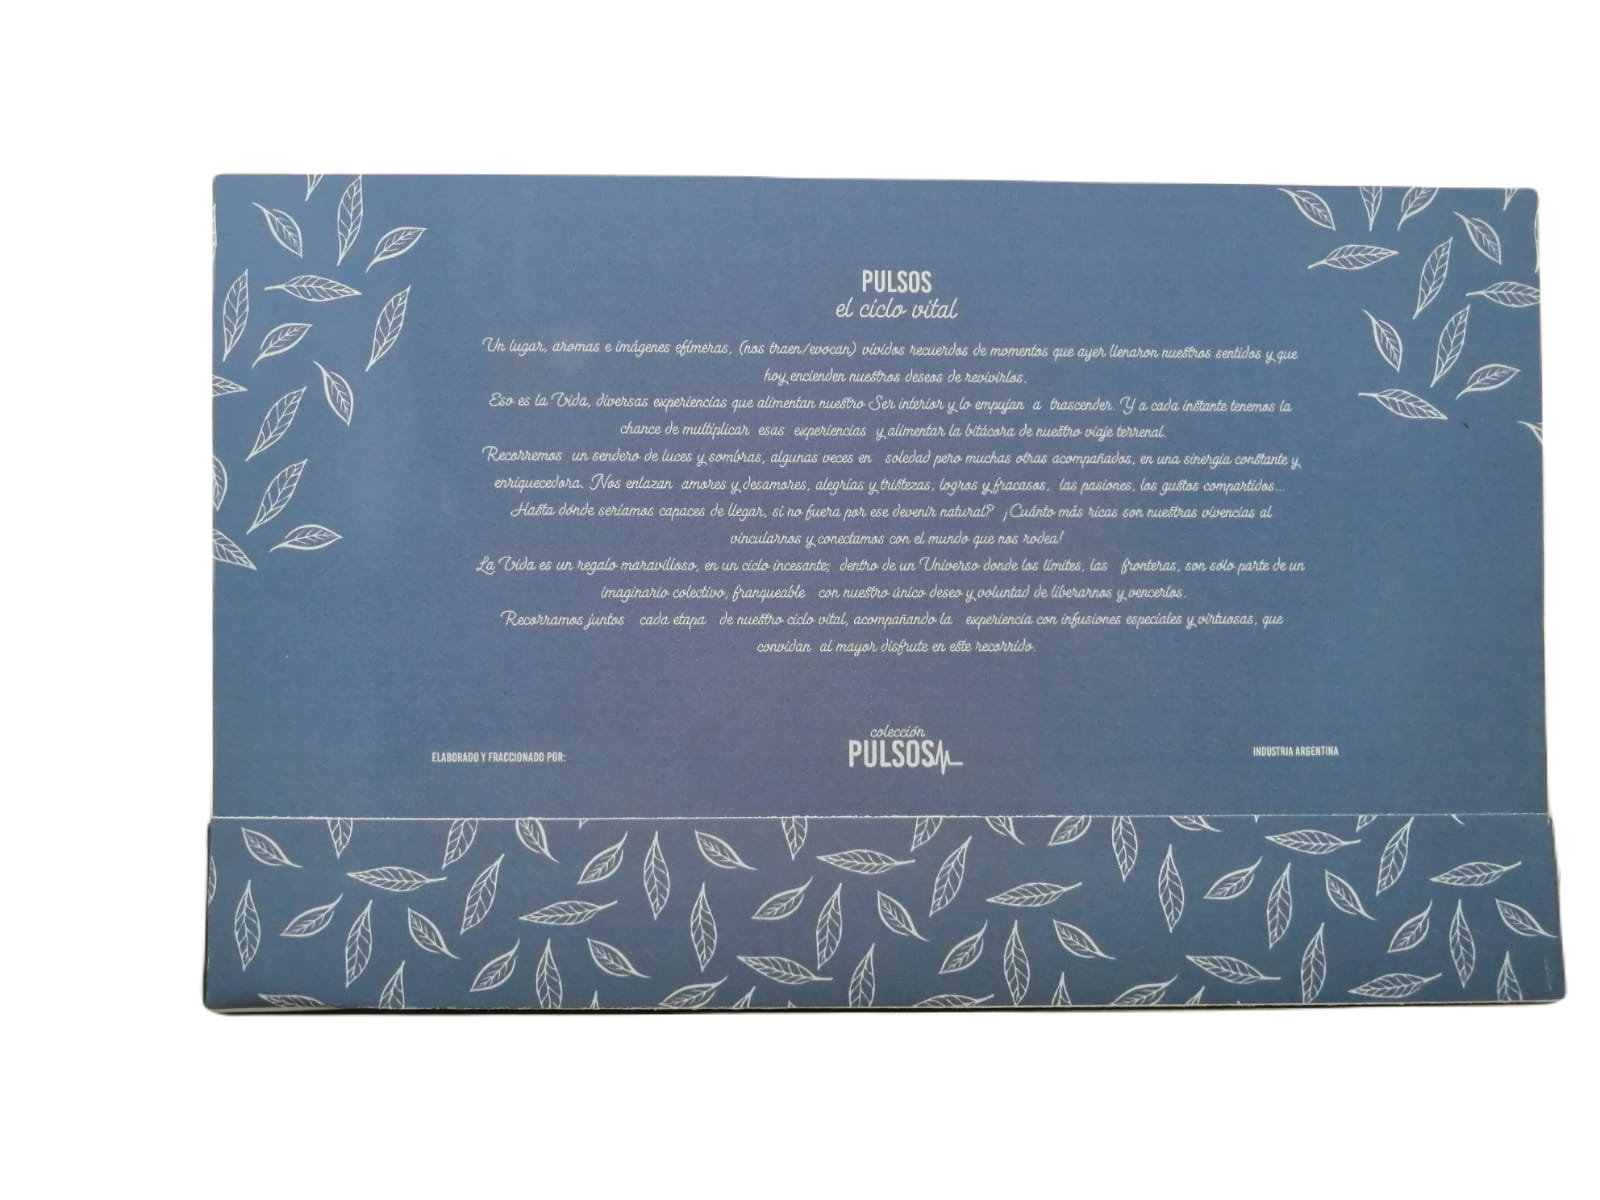 PULSOS
el ciclo vital
Un lugar, aromas e imágenes efímeras, (nos traen/evocan) vívidos recuerdos de momentos que ayer llenaron nuestros sentidos y que
hoy encienden nuestros deseos de revivirlos.
Eso es la Vida, diversas experiencias que alimentan nuestro Ser interior y lo empujan a trascender. Y a cada instante tenemos la
chance de multiplicar esas experiencias y alimentar la bitácora de nuestro viaje terrenal.
Recorremos un sendero de luces y sombras, algunas veces en soledad pero muchas otras acompañados, en una sinergia constante y
enriquecedora. Nos enlazan amores y desamores, alegrías y tristezas, logros y fracasos, las pasiones, los gustos compartidos...
Hasta dónde seríamos capaces de llegar, si no fuera por ese devenir natural? ¡Cuánto más ricas son nuestras vivencias al
vincularnos y conectarnos con el mundo que nos rodea!
La Vida es un regalo maravilloso, en un ciclo incesante; dentro de un Universo donde los límites, las fronteras, son sólo parte de un
imaginario colectivo, franqueable con nuestro único deseo y voluntad de liberarnos y vencerlos.
Recorramos juntos cada etapa de nuestro ciclo vital, acompañando la experiencia con infusiones especiales y virtuosas, que
convidan al mayor disfrute en este recorrido.
colección
PULSOS
ELABORADO Y FRACCIONADO POR:
INDUSTRIA ARGENTINA